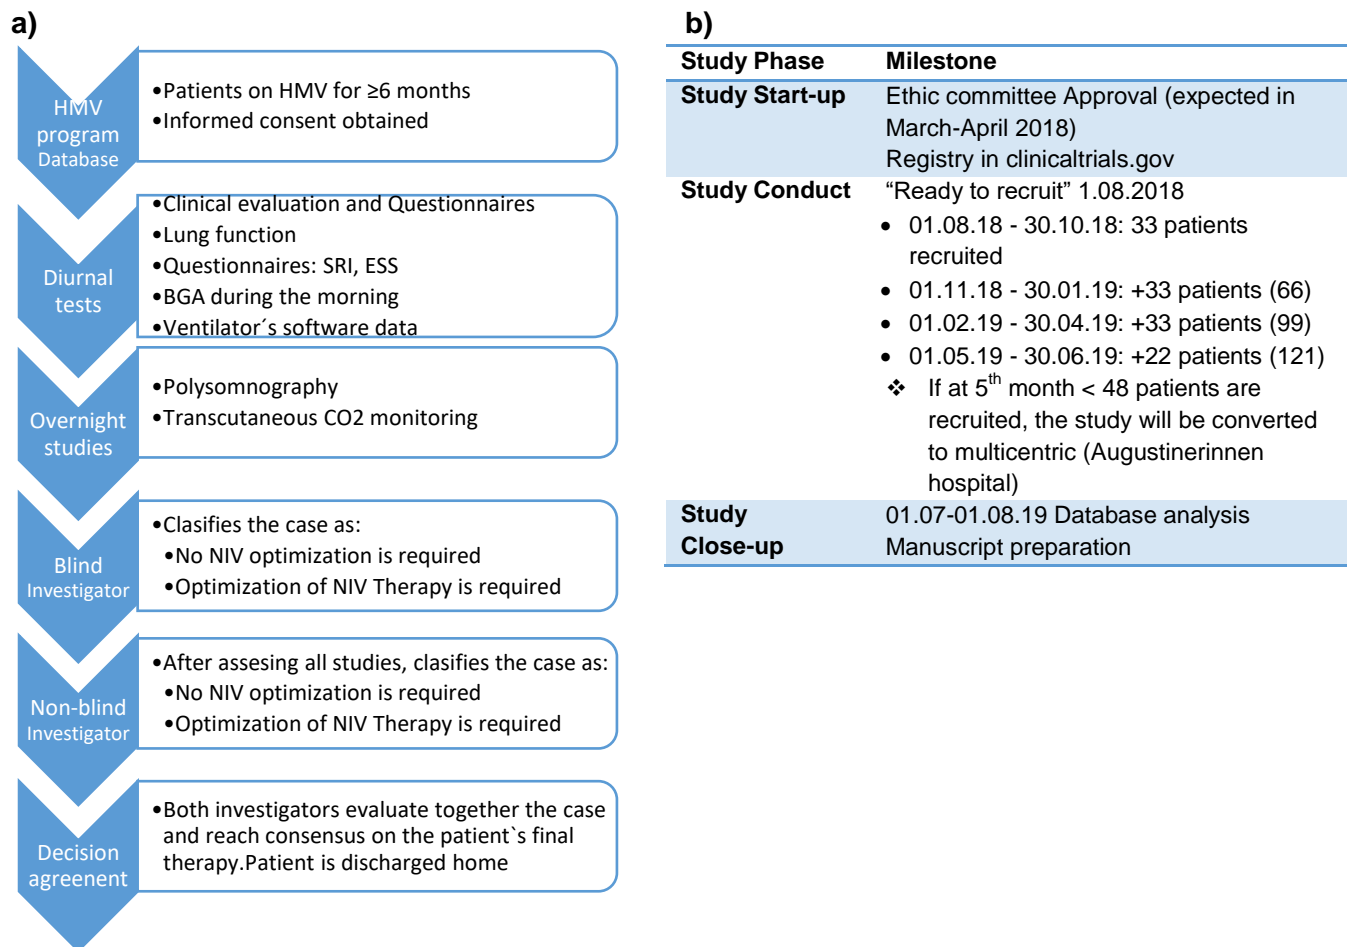 a)
HMV
program
Database
•Patients on HMV for ≥6 months
•Informed consent obtained
Diurnal
tests
•Clinical evaluation and Questionnaires
•Lung function
•Questionnaires: SRI, ESS
•BGA during the morning
•Ventilator´s software data
Overnight
studies
•Polysomnography
•Transcutaneous CO2 monitoring
Blind
Investigator
•Clasifies the case as:
•No NIV optimization is required
•Optimization of NIV Therapy is required
Non-blind
Investigator
•After assesing all studies, clasifies the case as:
•No NIV optimization is required
•Optimization of NIV Therapy is required
Decision
agreenent
•Both investigators evaluate together the case
and reach consensus on the patient`s final
therapy.Patient is discharged home
b)
Study Phase Milestone
Study Start-up Ethic committee Approval (expected in
March-April 2018)
Registry in clinicaltrials.gov
Study Conduct “Ready to recruit” 1.08.2018
• 01.08.18 - 30.10.18: 33 patients
recruited
• 01.11.18 - 30.01.19: +33 patients (66)
• 01.02.19 - 30.04.19: +33 patients (99)
• 01.05.19 - 30.06.19: +22 patients (121)
❖ If at 5th month < 48 patients are
recruited, the study will be converted
to multicentric (Augustinerinnen
hospital)
Study 01.07-01.08.19 Database analysis
Close-up Manuscript preparation